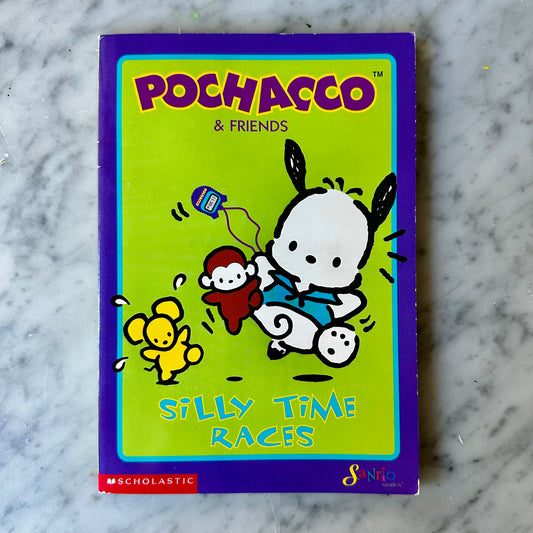 POCHACCO™
& FRIENDS
SiLLY TiME
RACES
SCHOLASTIC
Sanrio